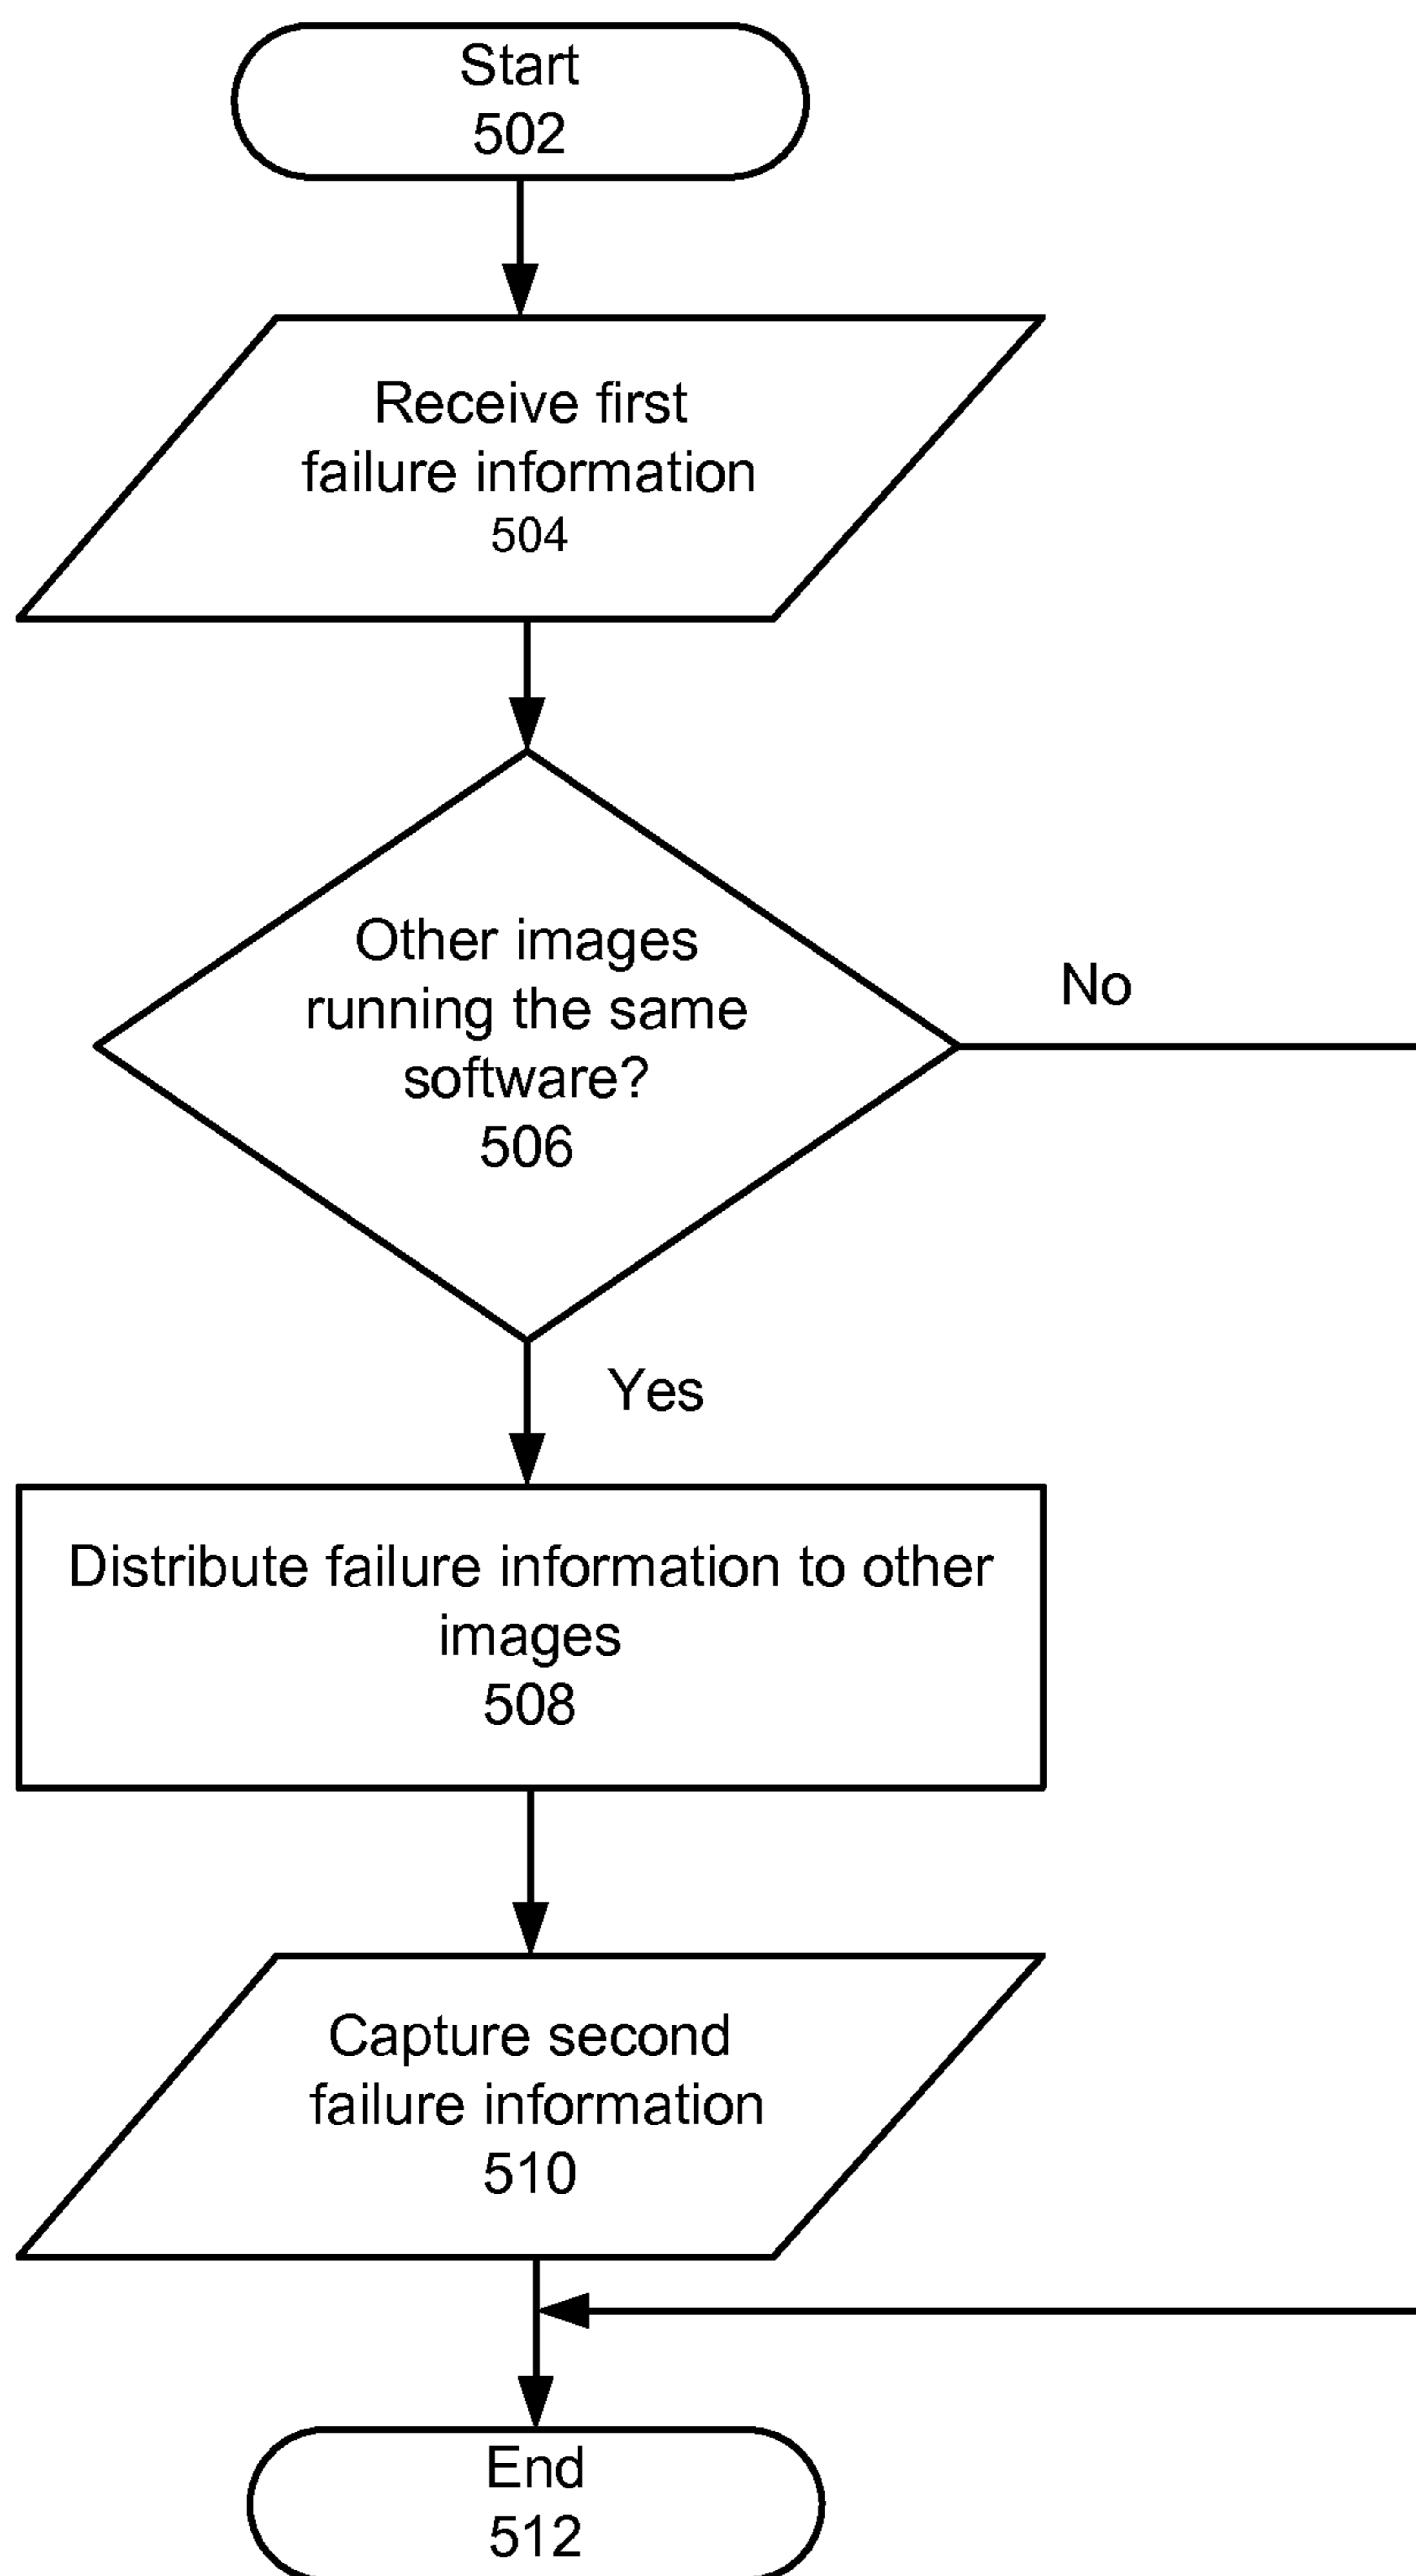 Start
502
Receive first
failure information
504
Other images
running the same
software?
506
No
Yes
Distribute failure information to other
images
508
Capture second
failure information
510
End
512